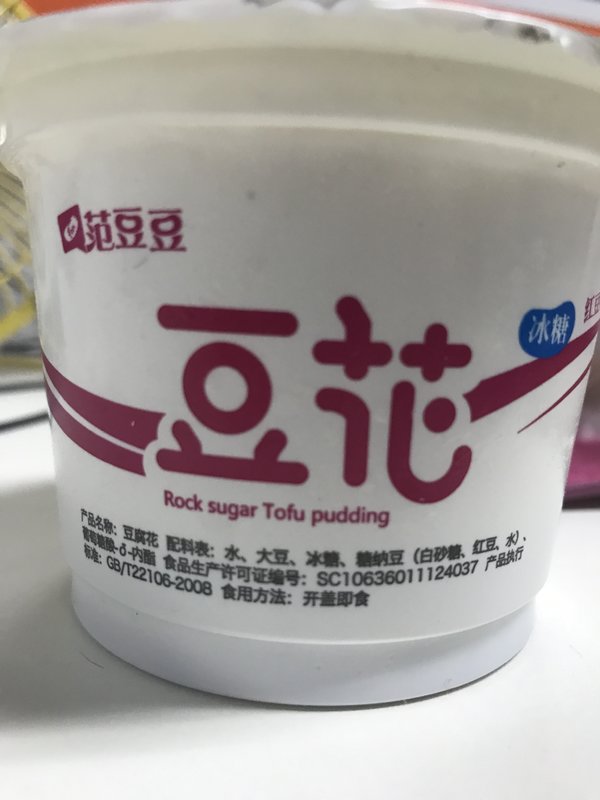 范豆豆
豆花
冰糖
红豆
Rock sugar Tofu pudding
产品名称：豆腐花 配料表：水、大豆、冰糖、糖纳豆（白砂糖、红豆、水）、
葡萄糖酸-δ-内酯 食品生产许可证编号：SC10636011124037 产品执行
标准：GB/T22106-2008 食用方法：开盖即食